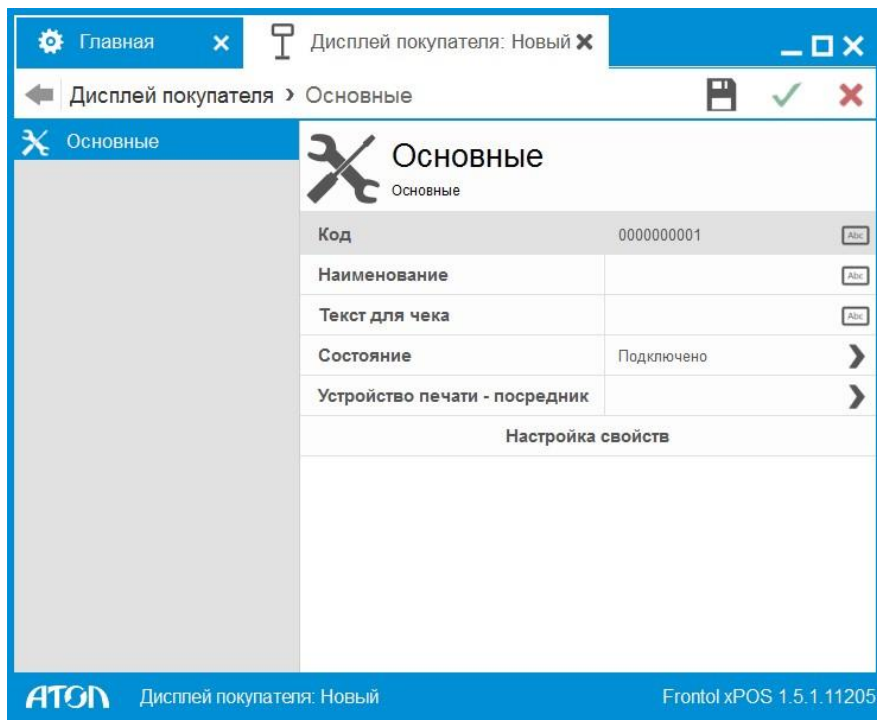 Главная
Дисплей покупателя: Новый
Дисплей покупателя › Основные
Основные
Основные
Основные
Код 0000000001 Abc
Наименование Abc
Текст для чека Abc
Состояние Подключено
Устройство печати - посредник
Настройка свойств
АТОЛ Дисплей покупателя: Новый Frontol xPOS 1.5.1.11205